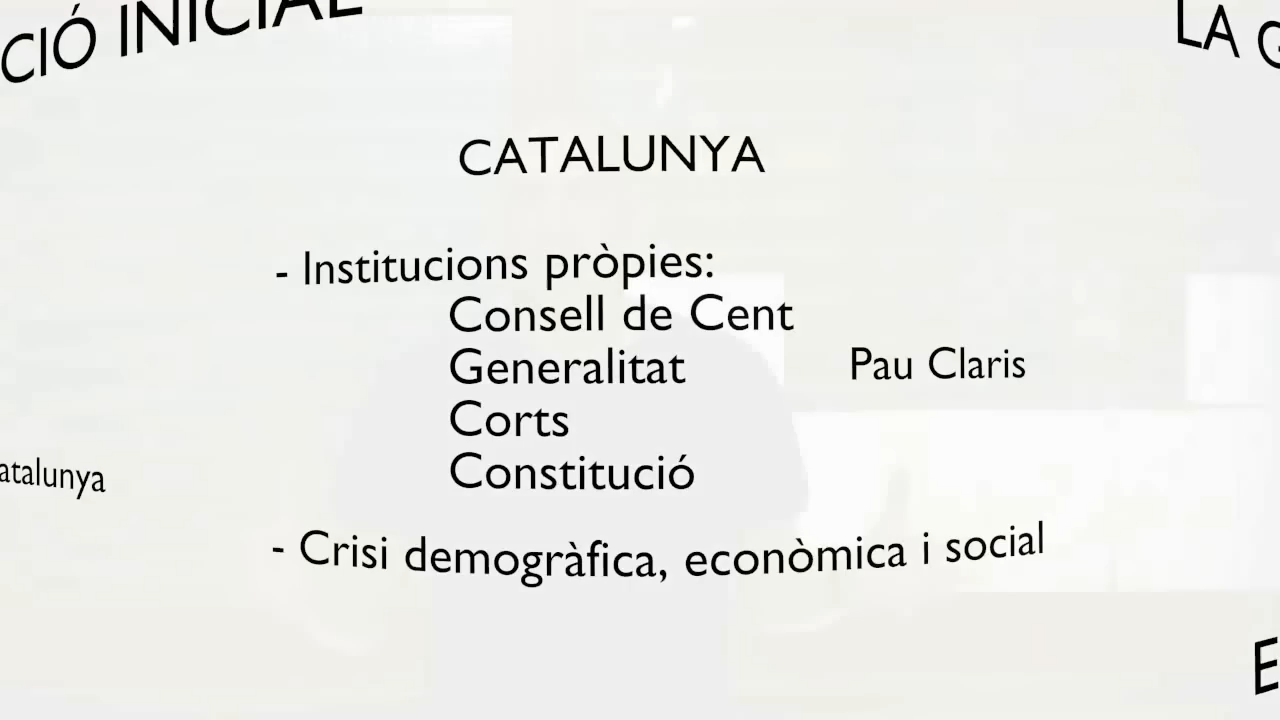 CIÓ INICIAL
LA G
CATALUNYA
- Institucions pròpies:
Consell de Cent
Generalitat
Pau Claris
Corts
Constitució
atalunya
- Crisi demogràfica, econòmica i social
E